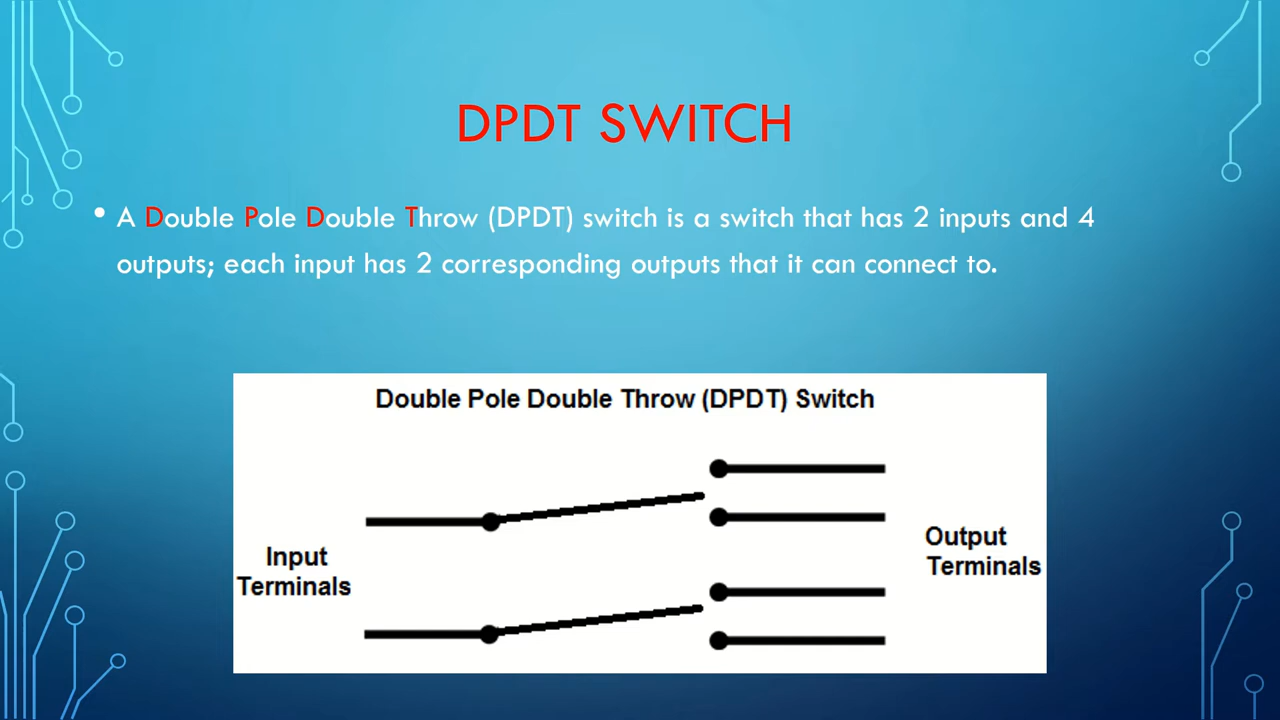 DPDT SWITCH
• A Double Pole Double Throw (DPDT) switch is a switch that has 2 inputs and 4
outputs; each input has 2 corresponding outputs that it can connect to.
Double Pole Double Throw (DPDT) Switch
Input
Terminals
Output
Terminals